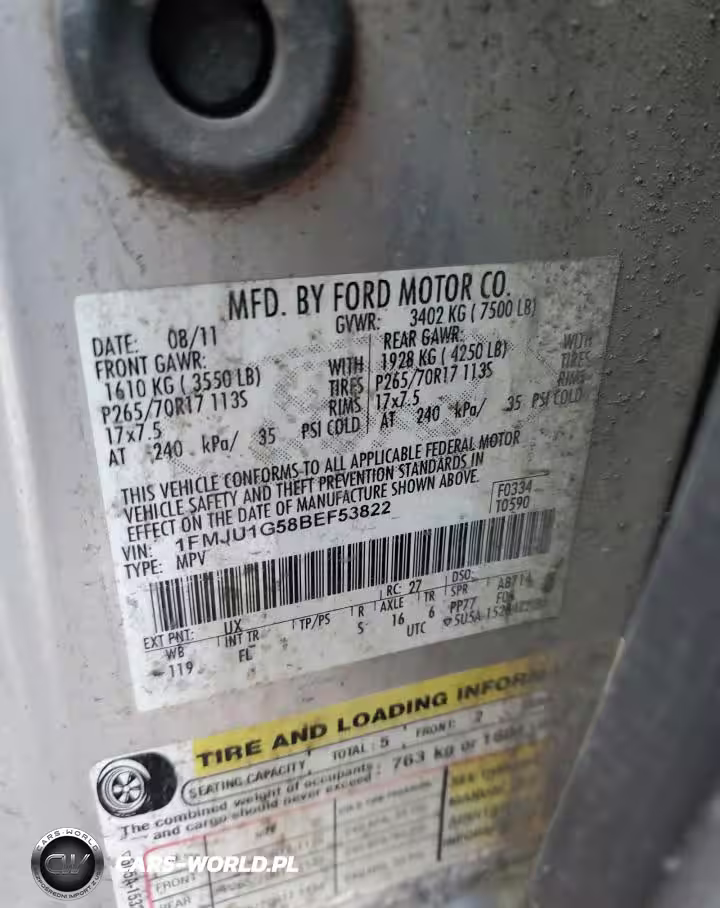 MFD. BY FORD MOTOR CO.
DATE: 08/11 GVWR: 3402 KG ( 7500 LB)
FRONT GAWR: REAR GAWR:
1610 KG ( 3550 LB) WITH 1928 KG ( 4250 LB) WITH
P265/70R17 113S TIRES P265/70R17 113S TIRES
17x7.5 RIMS 17x7.5 RIMS
AT 240 kPa/ 35 PSI COLD AT 240 kPa/ 35 PSI COLD
THIS VEHICLE CONFORMS TO ALL APPLICABLE FEDERAL MOTOR
VEHICLE SAFETY AND THEFT PREVENTION STANDARDS IN
EFFECT ON THE DATE OF MANUFACTURE SHOWN ABOVE.
F0334
T0590
VIN: 1FMJU1G58BEF53822
TYPE: MPV
EXT PNT: UX RC: 27 DSO:
WB INT TR TP/PS R AXLE TR SPR
119 FL S 16 6 PP77
UTC
TIRE AND LOADING
SEATING CAPACITY TOTAL: 5 FRONT: 2
The combined weight of occupants: 763 kg or
and cargo should never exceed:
FRONT
REAR
CARS-WORLD
CW
CARS-WORLD.PL